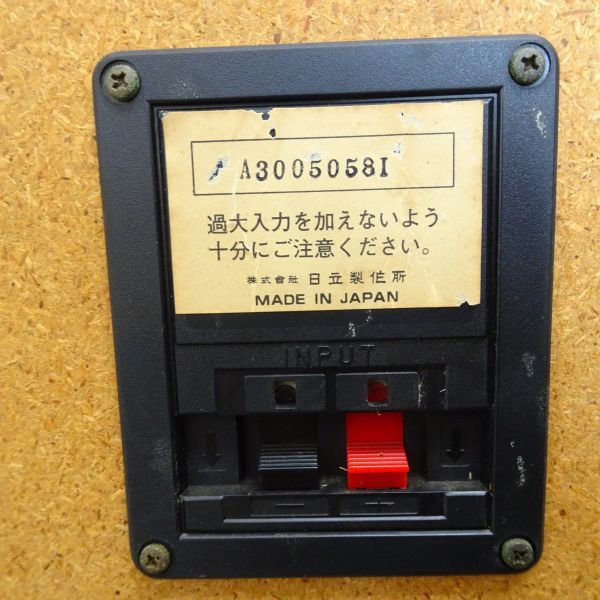 A3005058I
過大入力を加えないよう
十分にご注意ください。
株式會社 日立製作所
MADE IN JAPAN
INPUT
− +